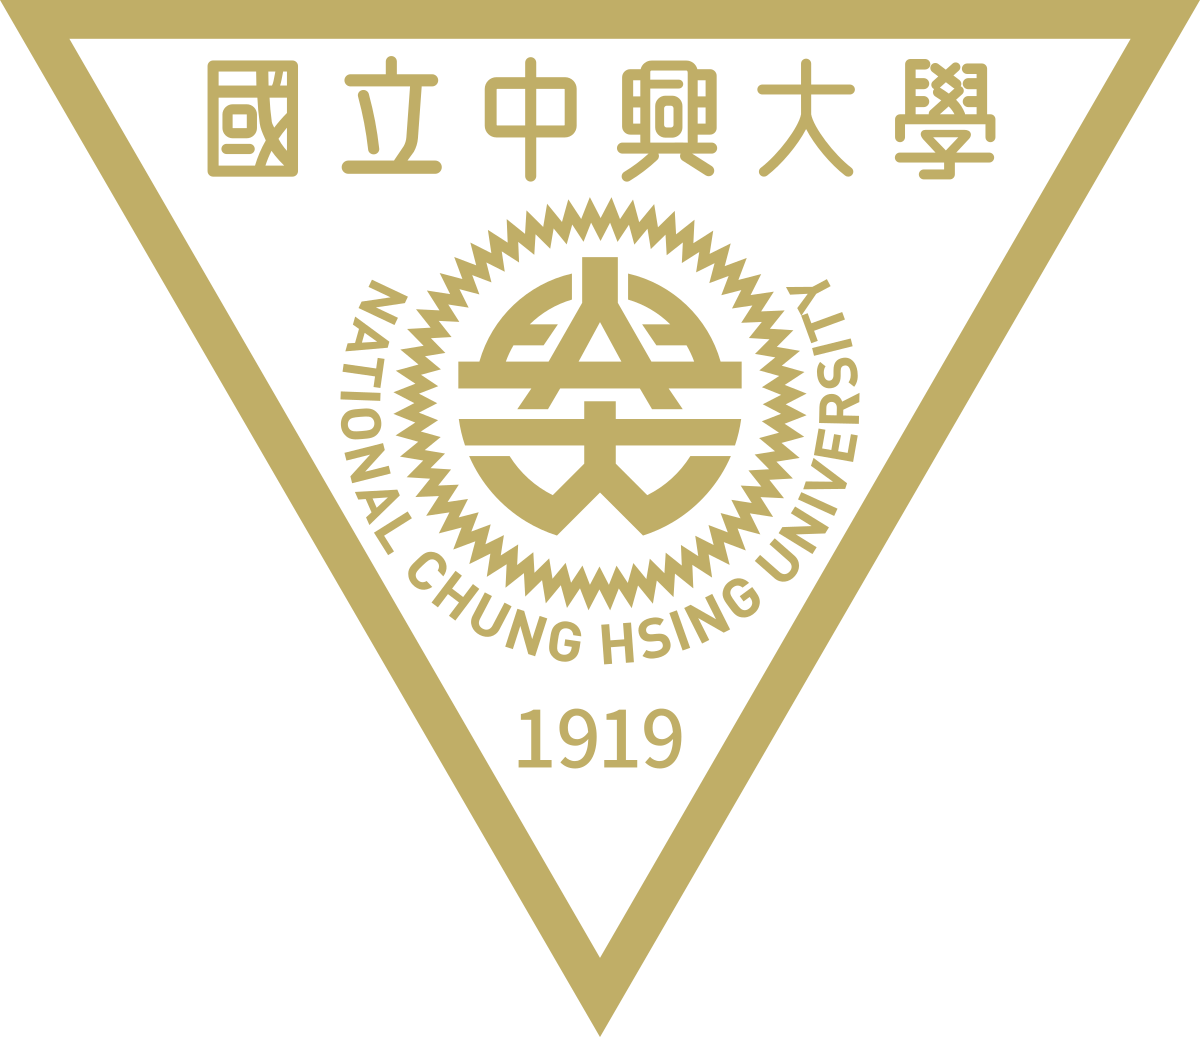 國立中興大學
NATIONAL CHUNG HSING UNIVERSITY
1919